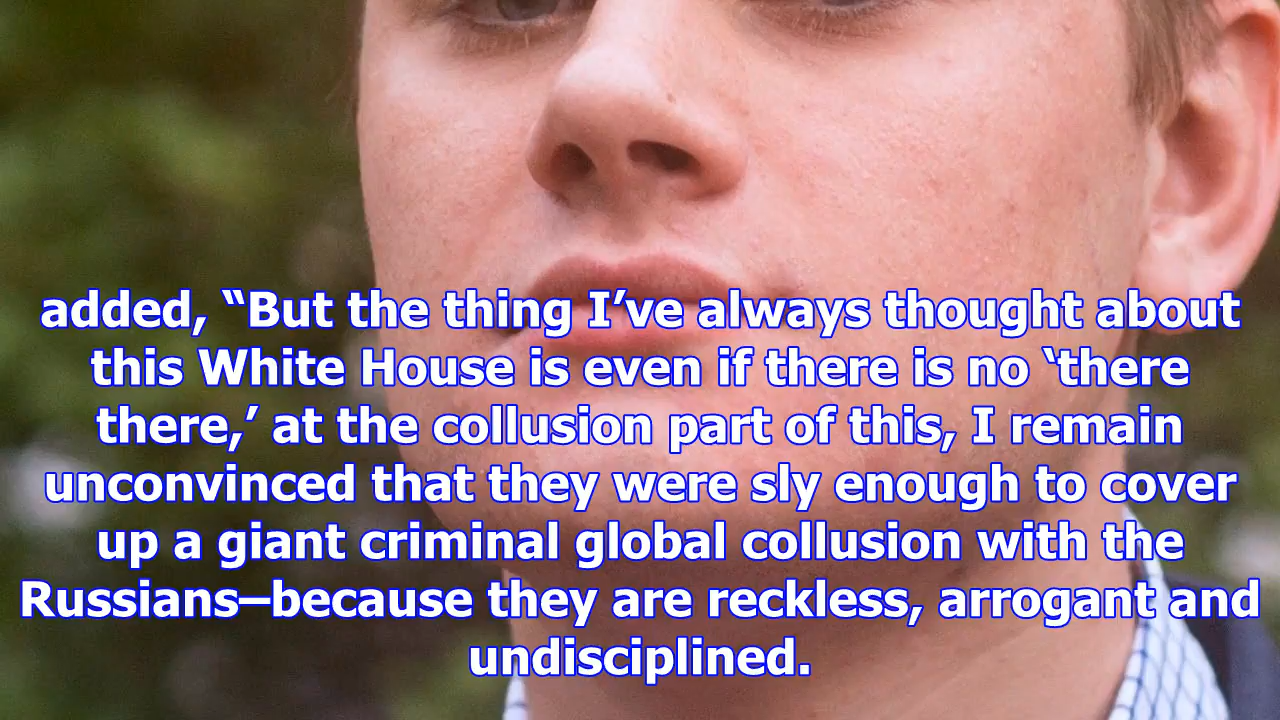 added, “But the thing I’ve always thought about
this White House is even if there is no ‘there
there,’ at the collusion part of this, I remain
unconvinced that they were sly enough to cover
up a giant criminal global collusion with the
Russians—because they are reckless, arrogant and
undisciplined.